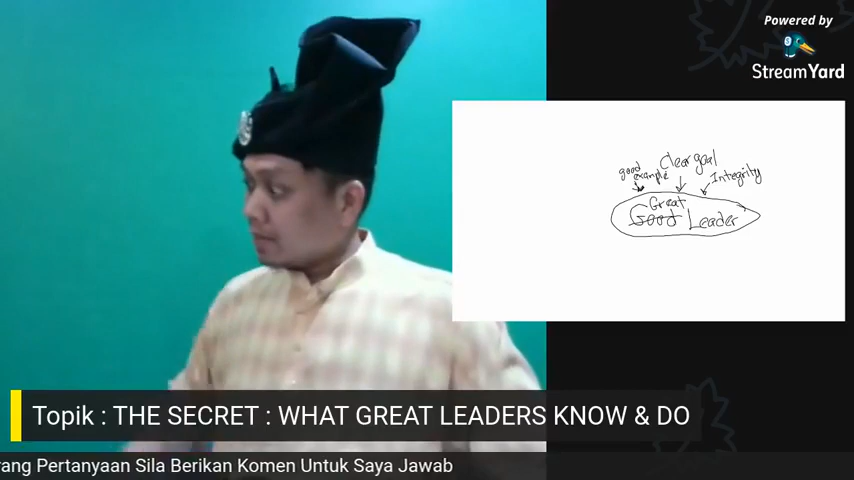 Powered by
StreamYard
Clear goal
good
example
Integrity
Great
Good Leader
Topik : THE SECRET : WHAT GREAT LEADERS KNOW & DO
Pertanyaan Sila Berikan Komen Untuk Saya Jawab